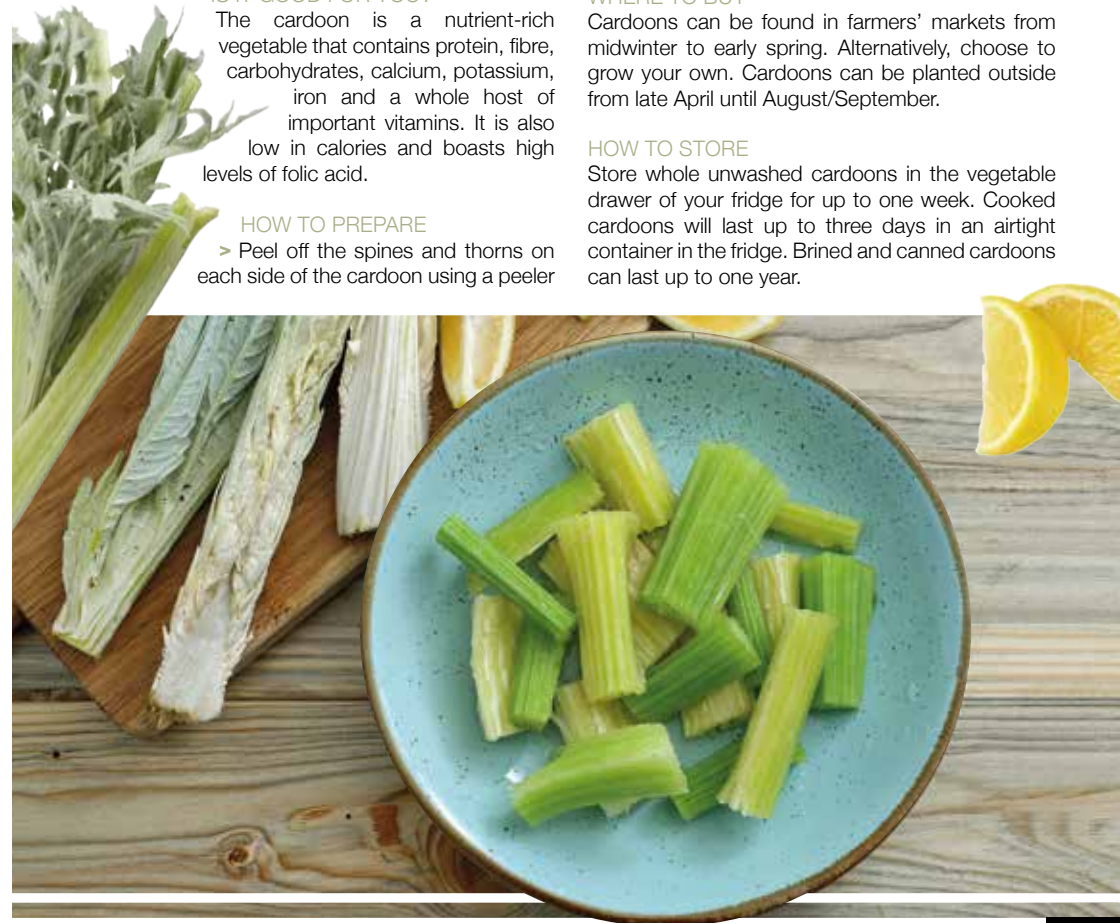 The cardoon is a nutrient-rich
vegetable that contains protein, fibre,
carbohydrates, calcium, potassium,
iron and a whole host of
important vitamins. It is also
low in calories and boasts high
levels of folic acid.
HOW TO PREPARE
> Peel off the spines and thorns on
each side of the cardoon using a peeler
WHERE TO BUY
Cardoons can be found in farmers’ markets from
midwinter to early spring. Alternatively, choose to
grow your own. Cardoons can be planted outside
from late April until August/September.
HOW TO STORE
Store whole unwashed cardoons in the vegetable
drawer of your fridge for up to one week. Cooked
cardoons will last up to three days in an airtight
container in the fridge. Brined and canned cardoons
can last up to one year.